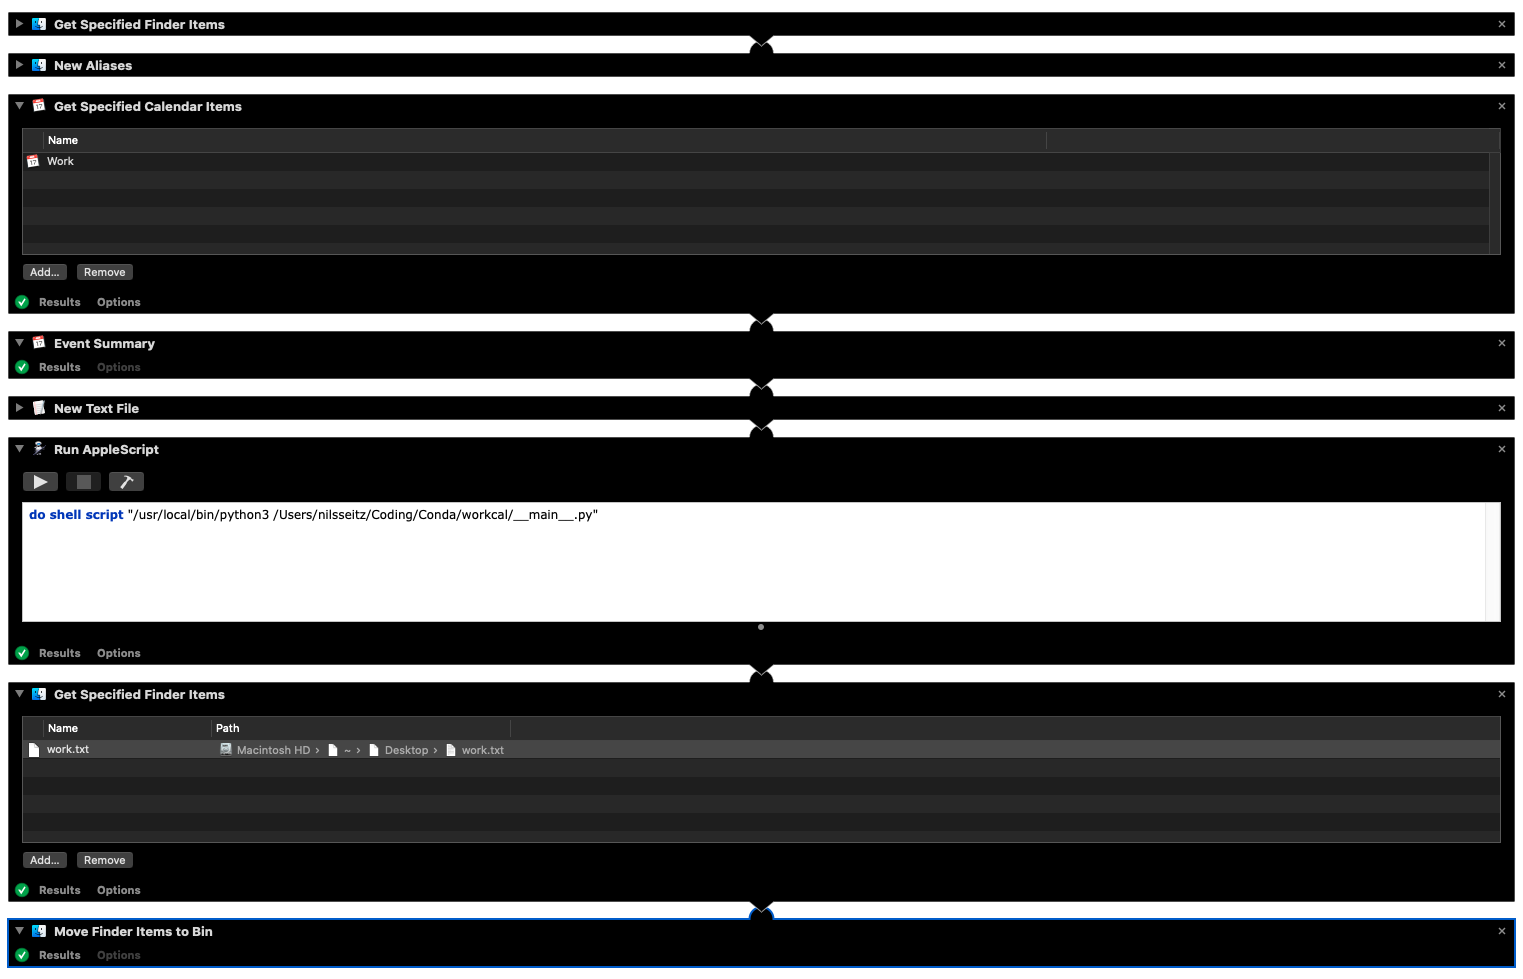 Get Specified Finder Items
New Aliases
Get Specified Calendar Items
Name
Work
Add... Remove
Results Options
Event Summary
Results Options
New Text File
Run AppleScript
do shell script "/usr/local/bin/python3 /Users/nilsseitz/Coding/Conda/workcal/__main__.py"
Results Options
Get Specified Finder Items
Name Path
work.txt Macintosh HD › ~ › Desktop › work.txt
Add... Remove
Results Options
Move Finder Items to Bin
Results Options